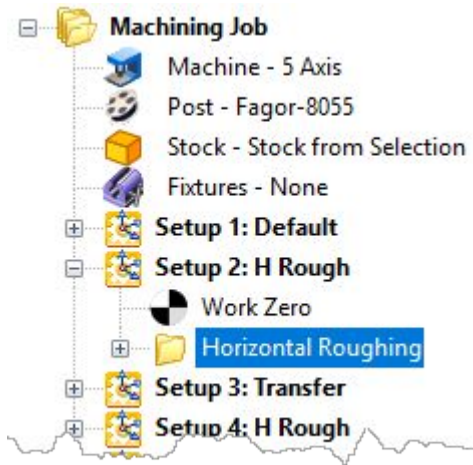 Machining Job
Machine - 5 Axis
Post - Fagor-8055
Stock - Stock from Selection
Fixtures - None
Setup 1: Default
Setup 2: H Rough
Work Zero
Horizontal Roughing
Setup 3: Transfer
Setup 4: H Rough